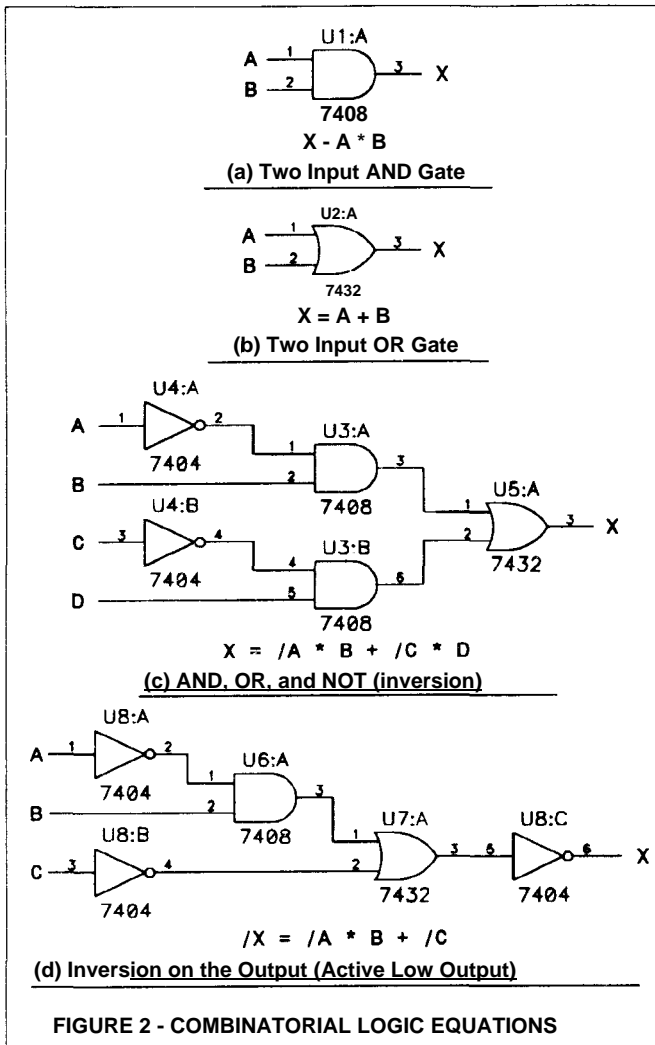 U1:A
A 1
3 X
B 2
7408
X - A * B
(a) Two Input AND Gate
U2:A
A 1
3 X
B 2
7432
X = A + B
(b) Two Input OR Gate
U4:A
A 1 2
7404
U3:A
1 3
B 2
7408
U4:B
C 3 4
7404
U3:B
4 6
D 5
7408
U5:A
1
3 X
2
7432
X = /A * B + /C * D
(c) AND, OR, and NOT (inversion)
U8:A
A 1 2
7404
U6:A
1 3
B 2
7408
U8:B
C 3 4
7404
U7:A
1
3
2
7432
U8:C
5 6 X
7404
/X = /A * B + /C
(d) Inversion on the Output (Active Low Output)
FIGURE 2 - COMBINATORIAL LOGIC EQUATIONS